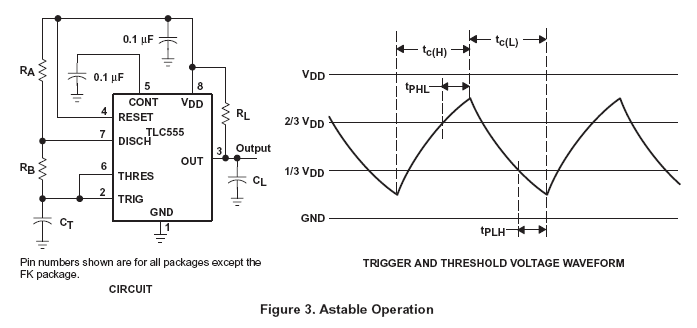 0.1 μF
RA
0.1 μF
5
8
CONT
VDD
RL
4
RESET
TLC555
7
DISCH
3
Output
RB
6
OUT
THRES
CL
2
TRIG
CT
GND
1
Pin numbers shown are for all packages except the
FK package.
CIRCUIT
tc(H)
tc(L)
VDD
tPHL
2/3 VDD
1/3 VDD
GND
tPLH
TRIGGER AND THRESHOLD VOLTAGE WAVEFORM
Figure 3. Astable Operation